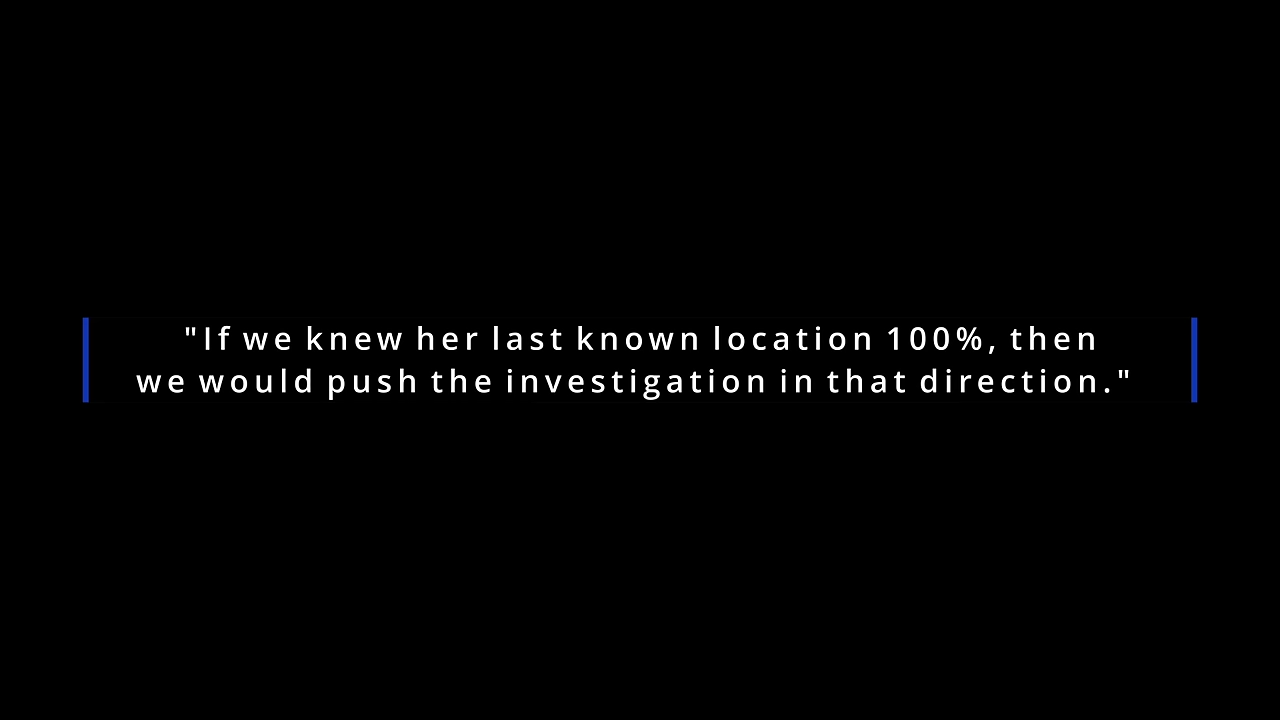 "If we knew her last known location 100%, then
we would push the investigation in that direction."